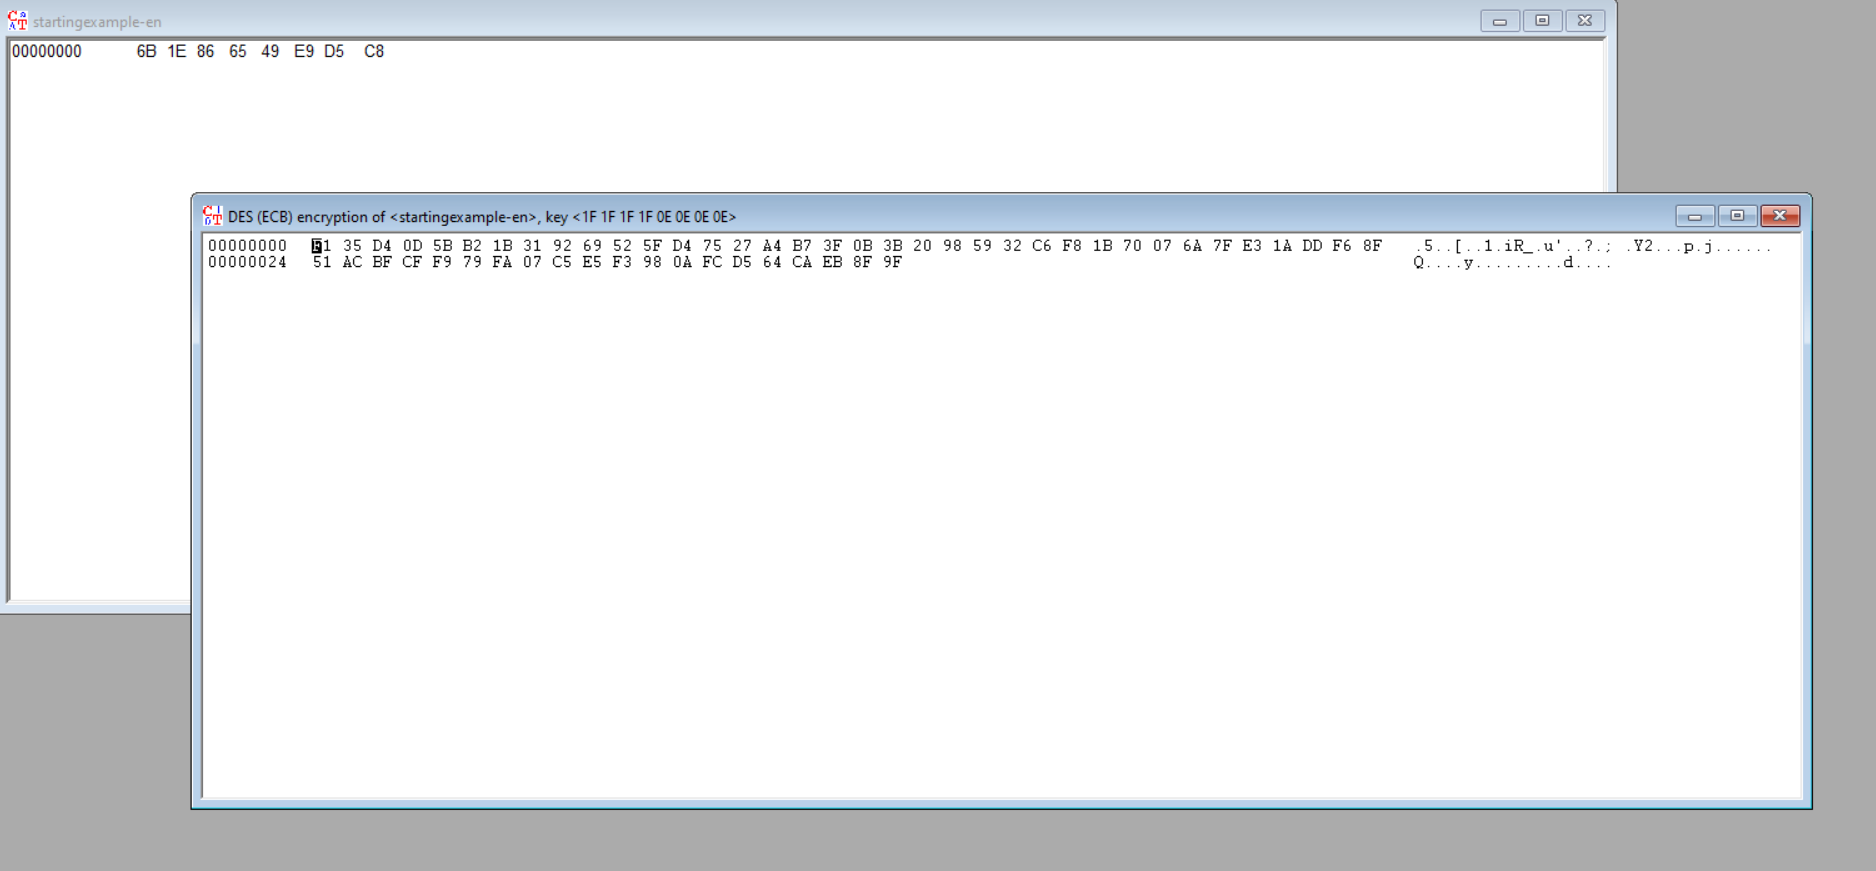 startingexample-en
00000000 6B 1E 86 65 49 E9 D5 C8
DES (ECB) encryption of <startingexample-en>, key <1F 1F 1F 1F 0E 0E 0E 0E>
00000000 35 D4 0D 5B B2 1B 31 92 69 52 5F D4 75 27 A4 B7 3F 0B 3B 20 98 59 32 C6 F8 1B 70 07 6A 7F E3 1A DD F6 8F .5..[..1.iR_.u'..?.; .Y2...p.j......
00000024 51 AC BF CF F9 79 FA 07 C5 E5 F3 98 0A FC D5 64 CA EB 8F 9F Q....y.........d....